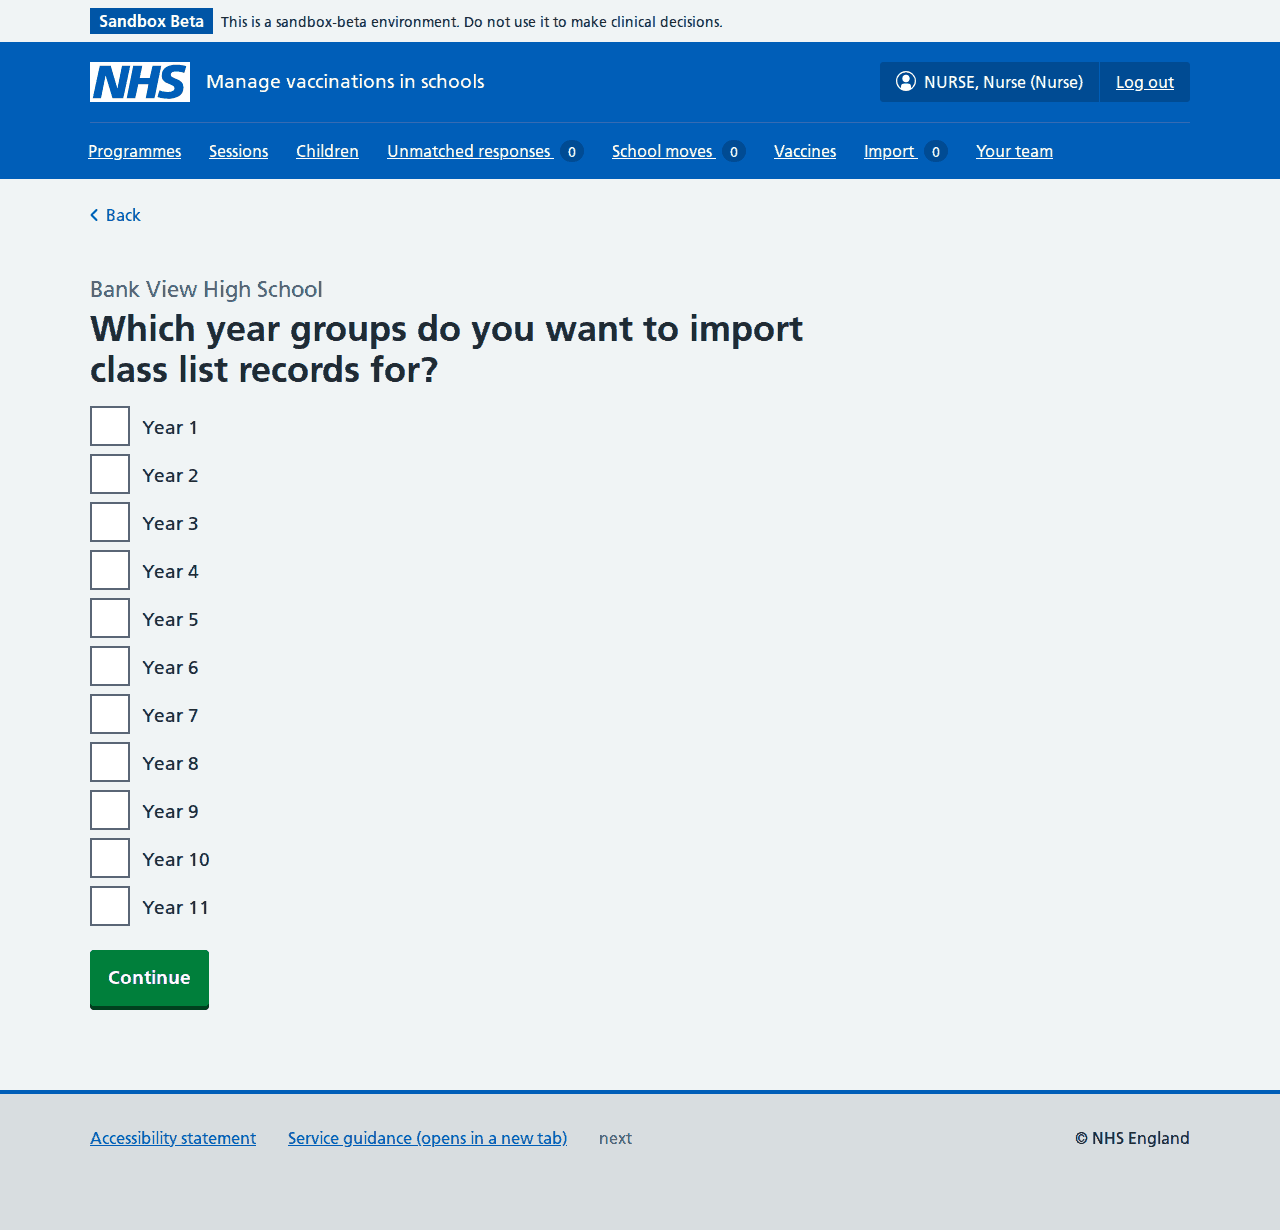 Sandbox Beta This is a sandbox-beta environment. Do not use it to make clinical decisions.
NHS Manage vaccinations in schools NURSE, Nurse (Nurse) Log out
Programmes Sessions Children Unmatched responses 0 School moves 0 Vaccines Import 0 Your team
Back
Bank View High School
Which year groups do you want to import
class list records for?
Year 1
Year 2
Year 3
Year 4
Year 5
Year 6
Year 7
Year 8
Year 9
Year 10
Year 11
Continue
Accessibility statement Service guidance (opens in a new tab) next © NHS England